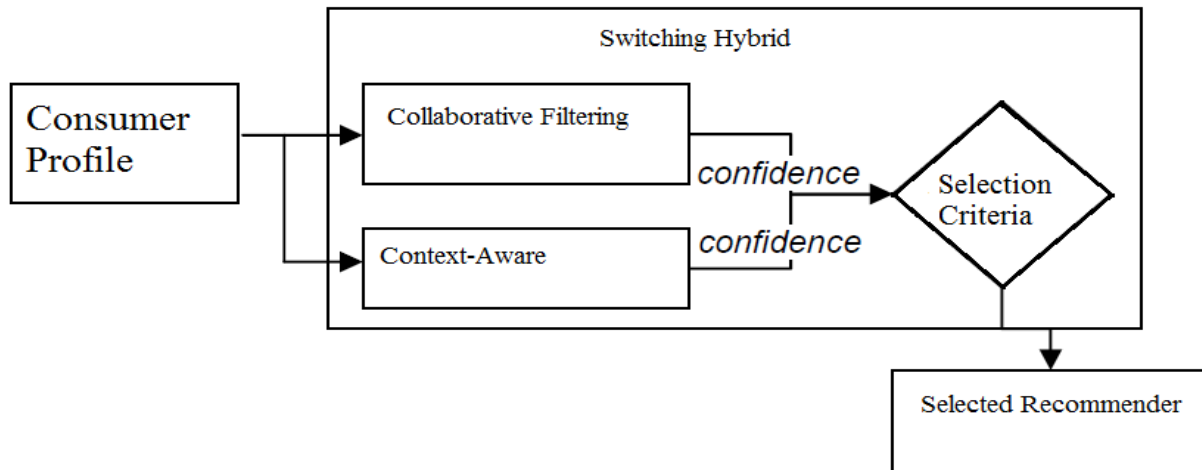 Switching Hybrid
Consumer
Profile
Collaborative Filtering
confidence
Context-Aware
confidence
Selection
Criteria
Selected Recommender